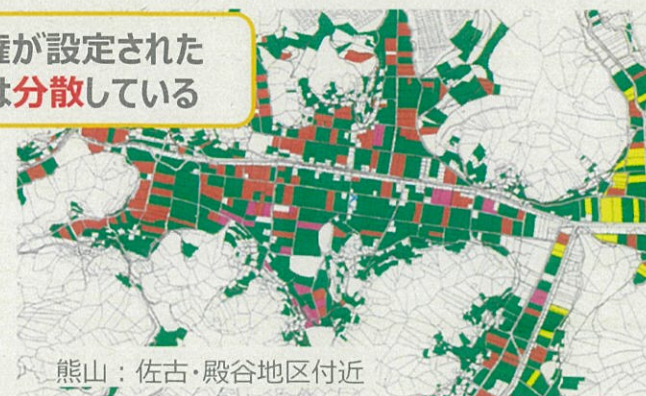 権が設定された
は分散している
熊山：佐古・殿谷地区付近